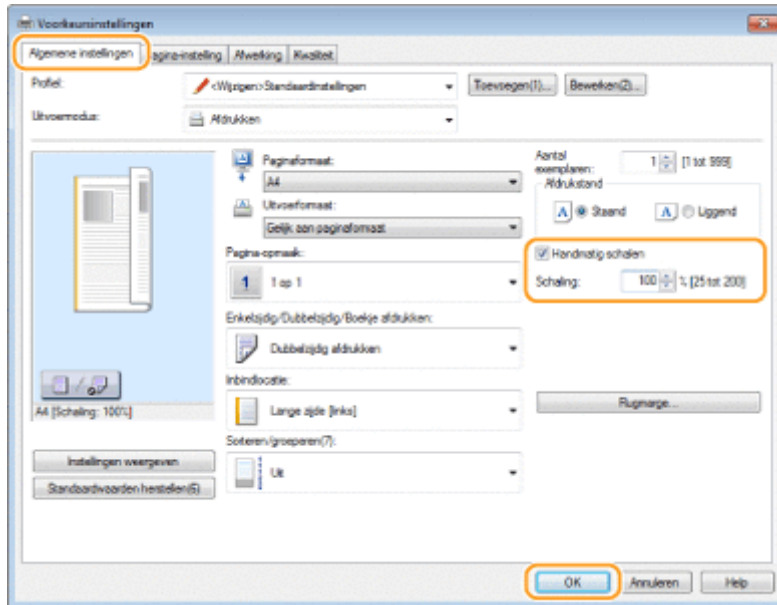 Voorkeursinstellingen
Algemene instellingen Pagina-instelling Afwerking Kwaliteit
Profiel: <Wijzigen>Standaardinstellingen Toevoegen(1)... Bewerken(2)...
Uitvoermodus: Afdrukken
Paginaformaat:
A4
Uitvoerformaat:
Gelijk aan paginaformaat
Pagina-opmaak:
1 1 op 1
Enkelzijdig/Dubbelzijdig/Boekje afdrukken:
Dubbelzijdig afdrukken
Inbindlocatie:
Lange zijde [links]
Sorteren/groeperen(7):
Uit
Aantal exemplaren: 1 [1 tot 999]
Afdrukstand
A Staand A Liggend
Handmatig schalen
Schaling: 100 % [25 tot 200]
Rugmarge...
A4 [Schaling: 100%]
Instellingen weergeven
Standaardwaarden herstellen(6)
OK Annuleren Help